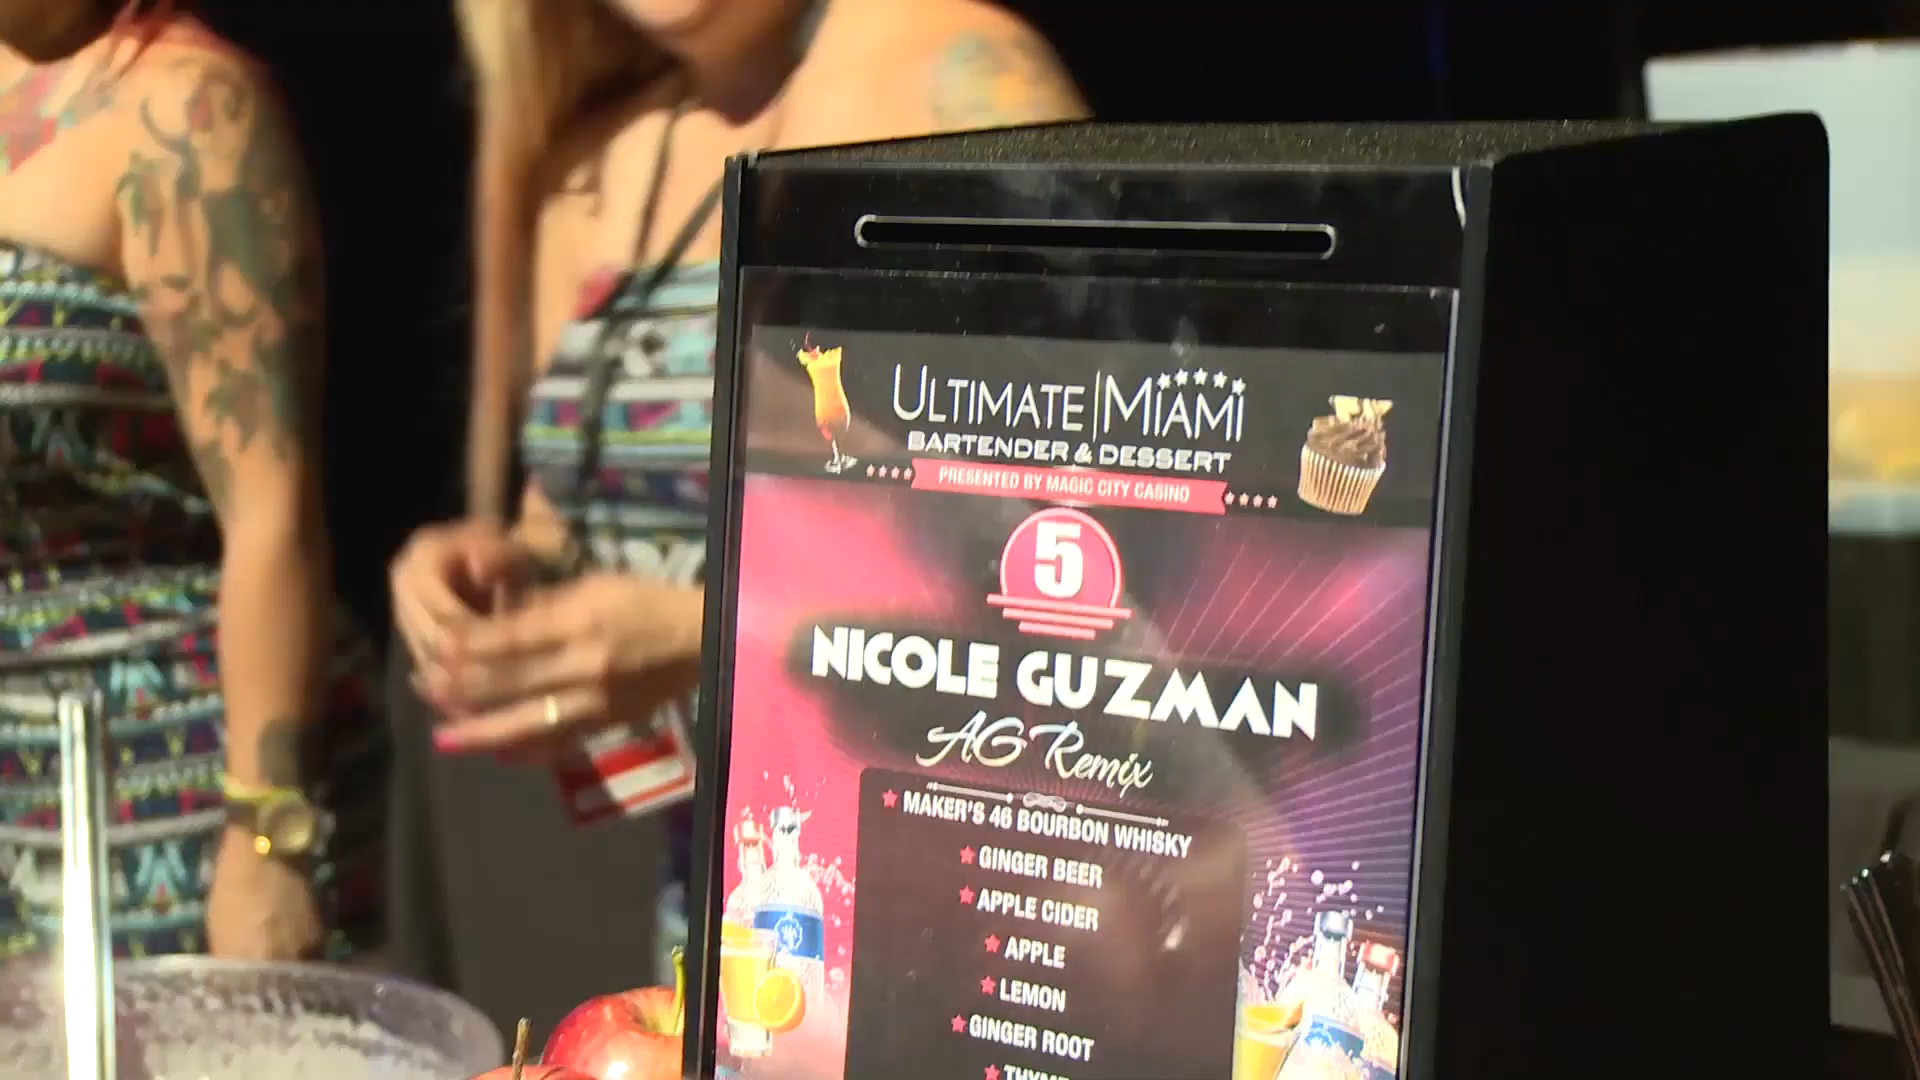 ULTIMATE|MIAMI
BARTENDER & DESSERT
PRESENTED BY MAGIC CITY CASINO
5
NICOLE GUZMAN
AG Remix
MAKER'S 46 BOURBON WHISKY
GINGER BEER
APPLE CIDER
APPLE
LEMON
GINGER ROOT
THYME